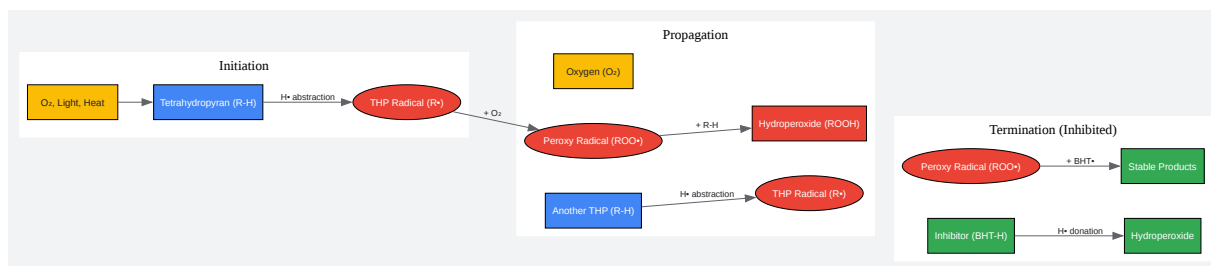 Initiation
O₂, Light, Heat
Tetrahydropyran (R-H)
H• abstraction
THP Radical (R•)
+ O₂
Propagation
Oxygen (O₂)
Peroxy Radical (ROO•)
+ R-H
Hydroperoxide (ROOH)
Another THP (R-H)
H• abstraction
THP Radical (R•)
Termination (Inhibited)
Peroxy Radical (ROO•)
+ BHT•
Stable Products
Inhibitor (BHT-H)
H• donation
Hydroperoxide